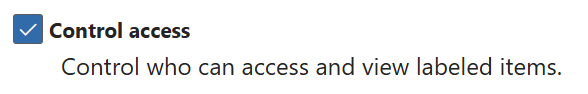 Control access
Control who can access and view labeled items.